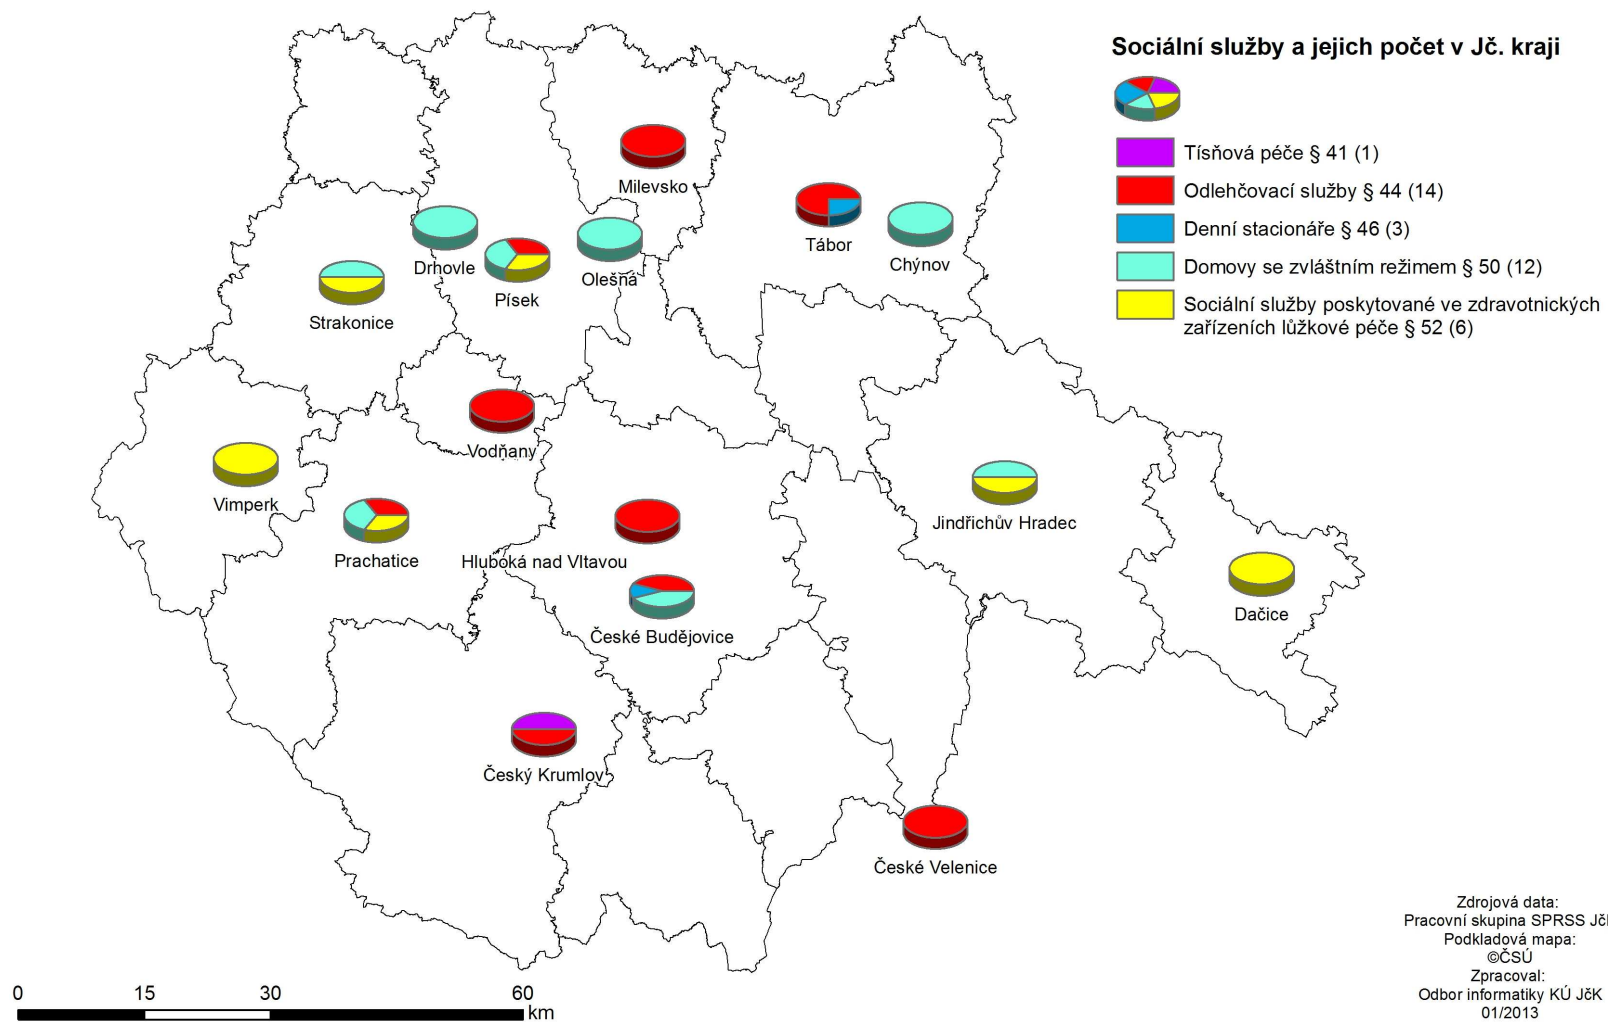 Sociální služby a jejich počet v Jč. kraji
Tísňová péče § 41 (1)
Odlehčovací služby § 44 (14)
Denní stacionáře § 46 (3)
Domovy se zvláštním režimem § 50 (12)
Sociální služby poskytované ve zdravotnických
zařízeních lůžkové péče § 52 (6)
Milevsko
Tábor
Chýnov
Drhovle
Olešná
Písek
Strakonice
Vodňany
Vimperk
Jindřichův Hradec
Prachatice
Hluboká nad Vltavou
Dačice
České Budějovice
Český Krumlov
České Velenice
Zdrojová data:
Pracovní skupina SPRSS Jč
Podkladová mapa:
©ČSÚ
Zpracoval:
Odbor informatiky KÚ JčK
01/2013
0 15 30 60
km